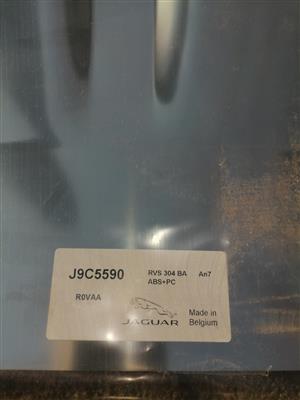 J9C5590 RVS 304 BA An7
ABS+PC
R0VAA
JAGUAR Made in
Belgium